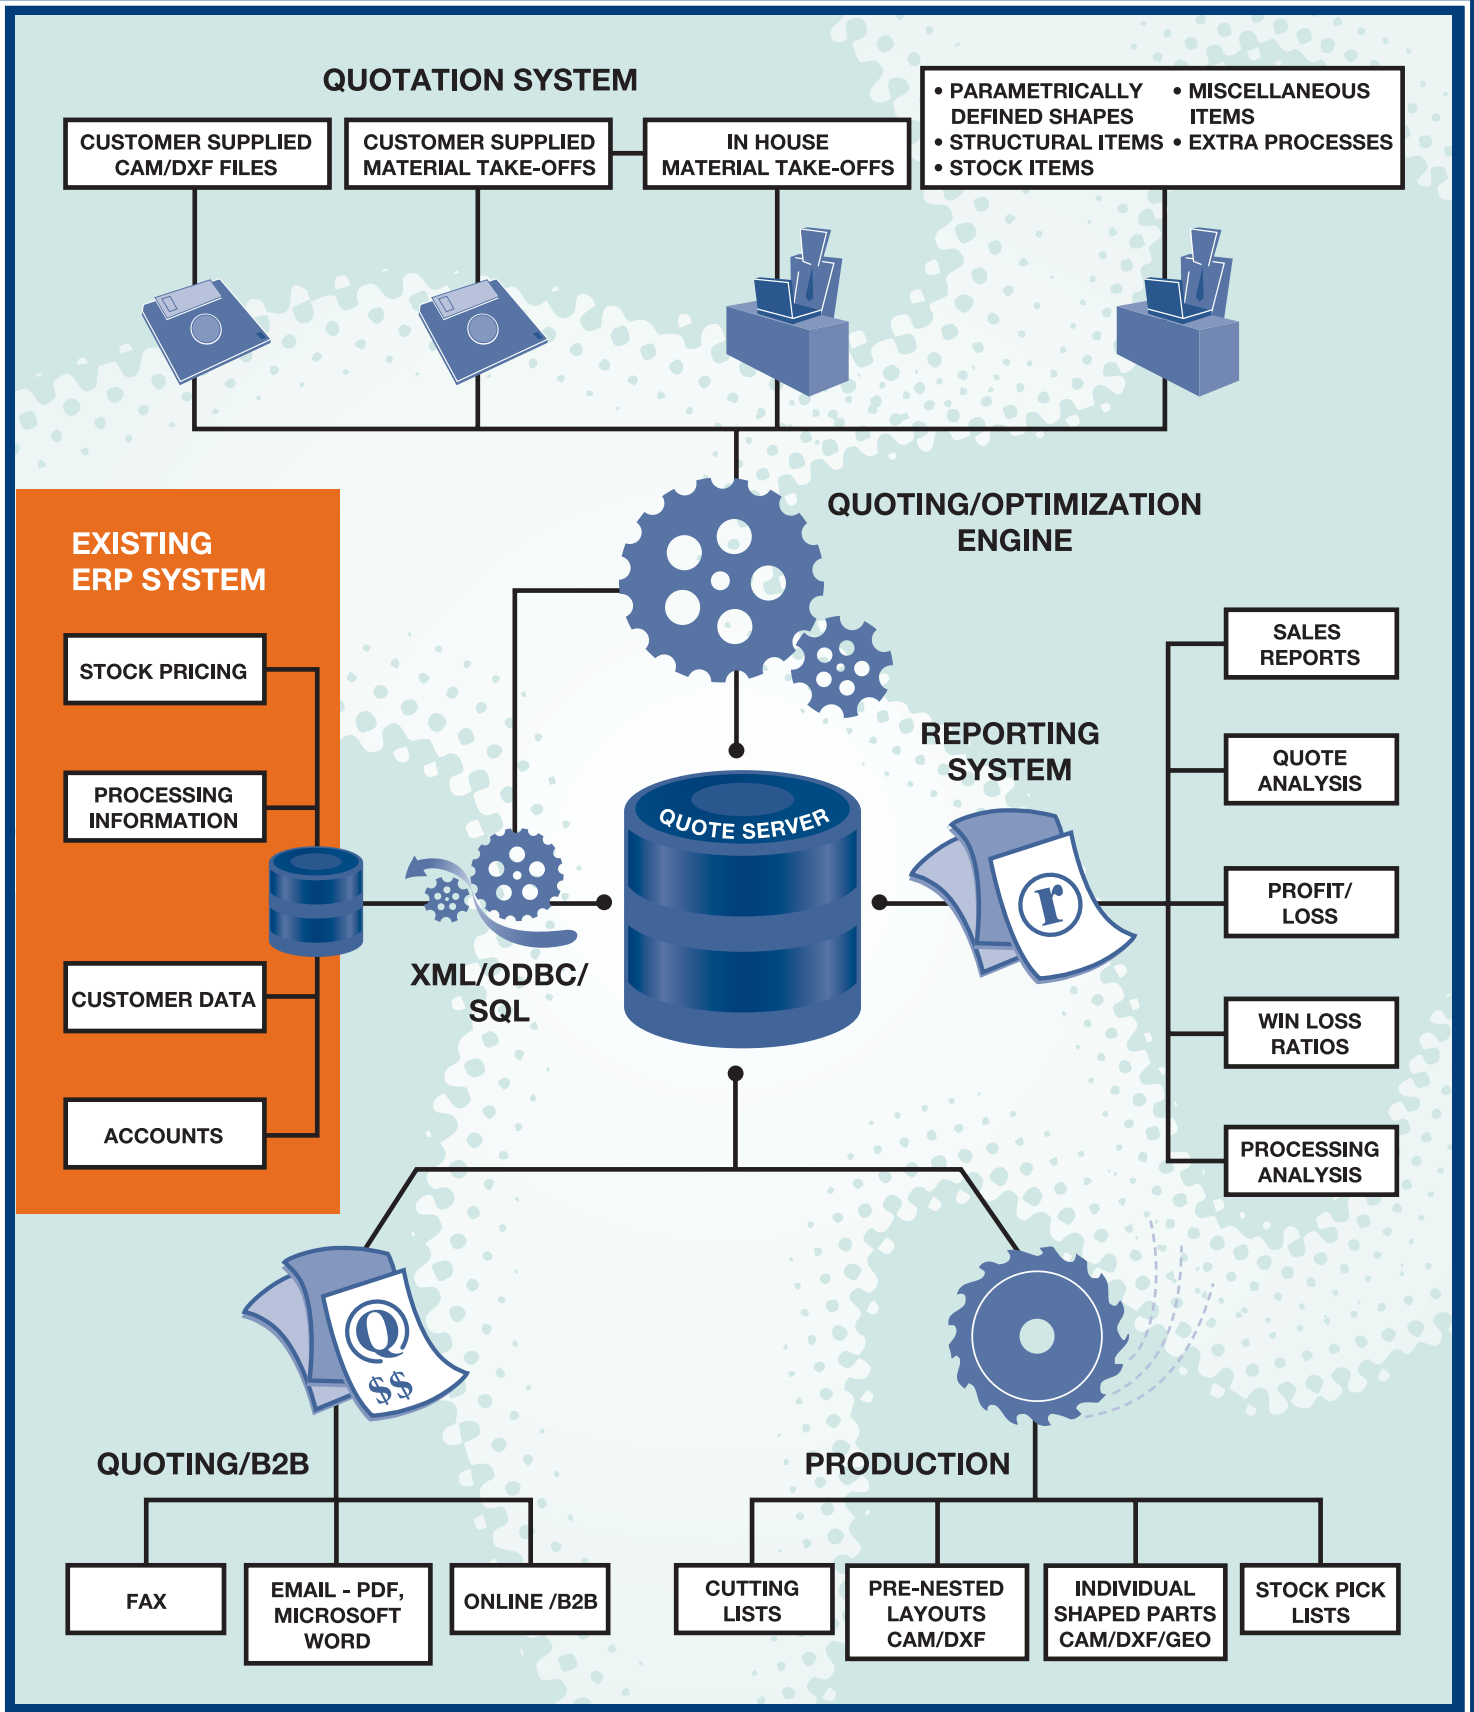 QUOTATION SYSTEM
CUSTOMER SUPPLIED
CAM/DXF FILES
CUSTOMER SUPPLIED
MATERIAL TAKE-OFFS
IN HOUSE
MATERIAL TAKE-OFFS
• PARAMETRICALLY
DEFINED SHAPES
• STRUCTURAL ITEMS
• STOCK ITEMS
• MISCELLANEOUS
ITEMS
• EXTRA PROCESSES
QUOTING/OPTIMIZATION
ENGINE
EXISTING
ERP SYSTEM
STOCK PRICING
PROCESSING
INFORMATION
CUSTOMER DATA
ACCOUNTS
XML/ODBC/
SQL
QUOTE SERVER
REPORTING
SYSTEM
r
SALES
REPORTS
QUOTE
ANALYSIS
PROFIT/
LOSS
WIN LOSS
RATIOS
PROCESSING
ANALYSIS
Q
$$
QUOTING/B2B
FAX
EMAIL - PDF,
MICROSOFT
WORD
ONLINE /B2B
PRODUCTION
CUTTING
LISTS
PRE-NESTED
LAYOUTS
CAM/DXF
INDIVIDUAL
SHAPED PARTS
CAM/DXF/GEO
STOCK PICK
LISTS